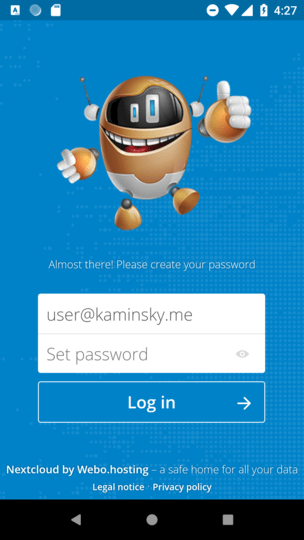 4:27
Almost there! Please create your password
user@kaminsky.me
Set password
Log in
Nextcloud by Webo.hosting – a safe home for all your data
Legal notice · Privacy policy